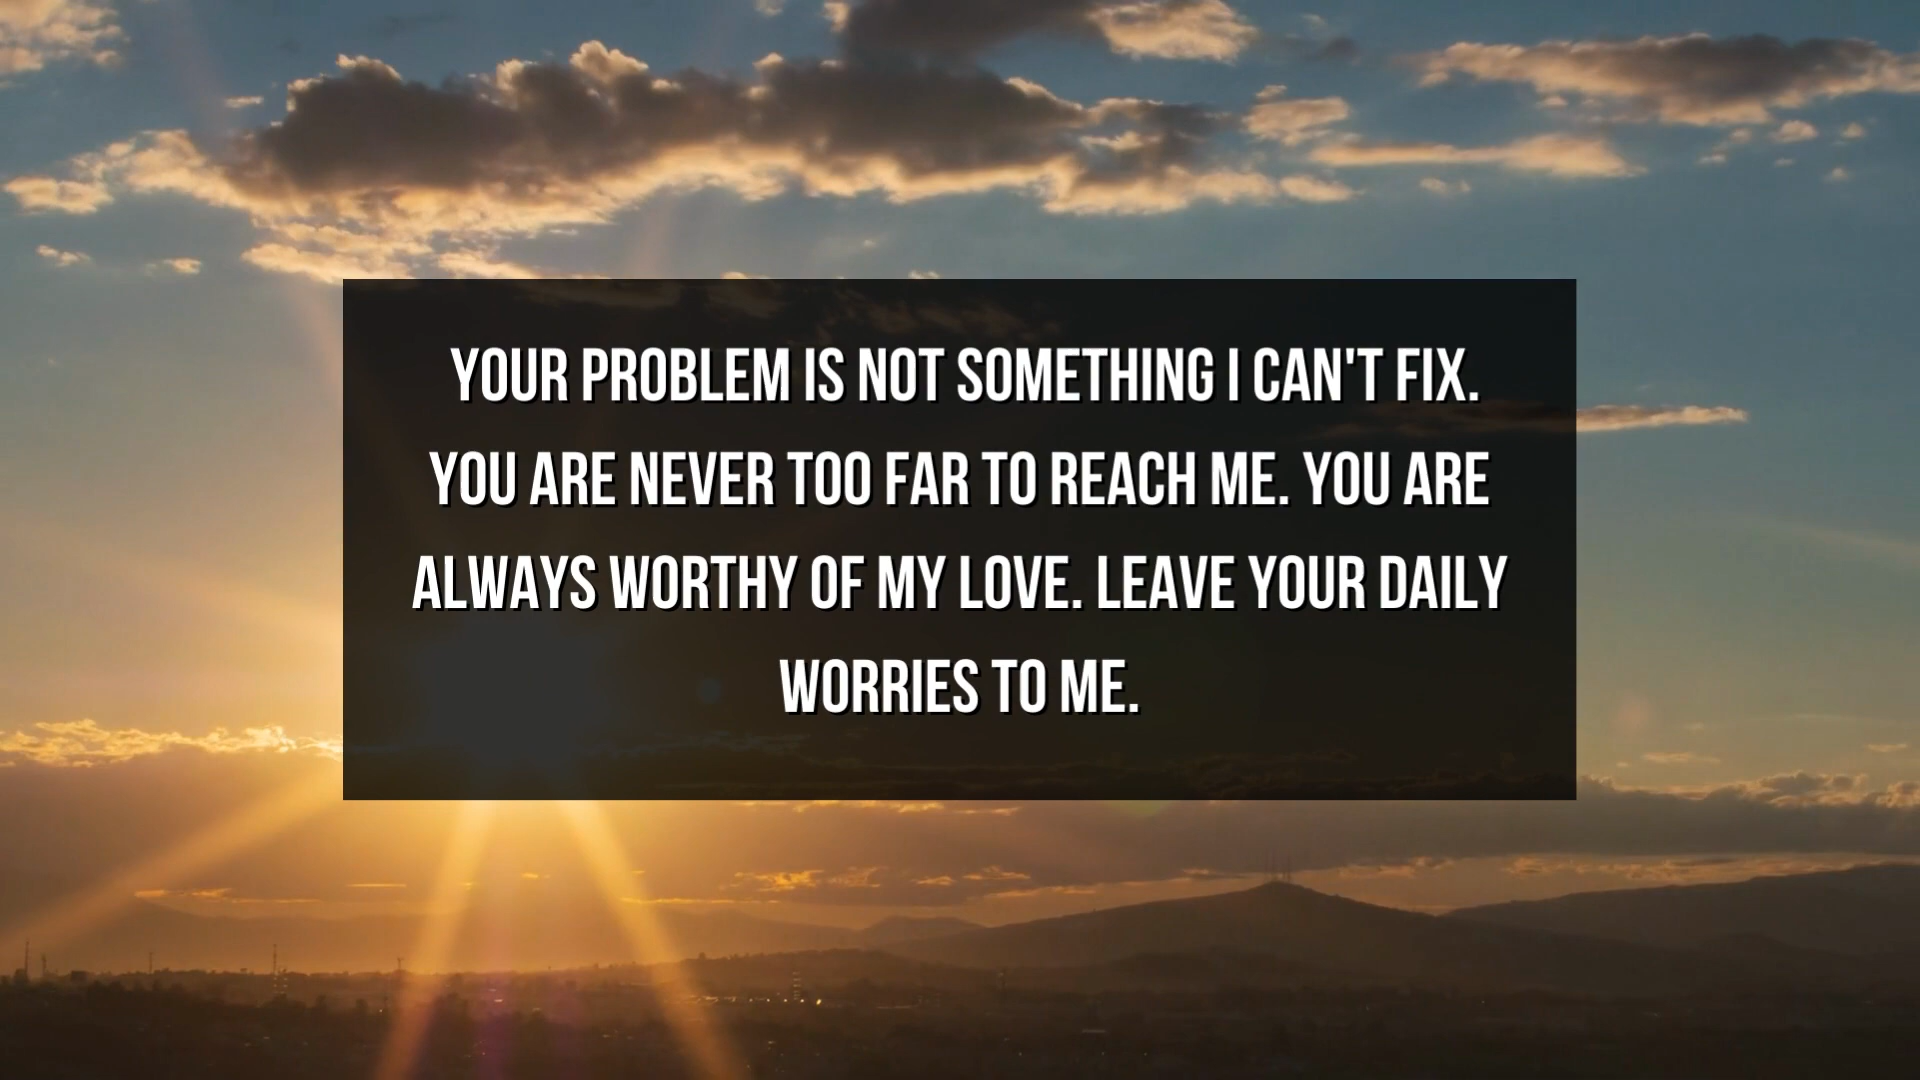 YOUR PROBLEM IS NOT SOMETHING I CAN'T FIX.
YOU ARE NEVER TOO FAR TO REACH ME. YOU ARE
ALWAYS WORTHY OF MY LOVE. LEAVE YOUR DAILY
WORRIES TO ME.